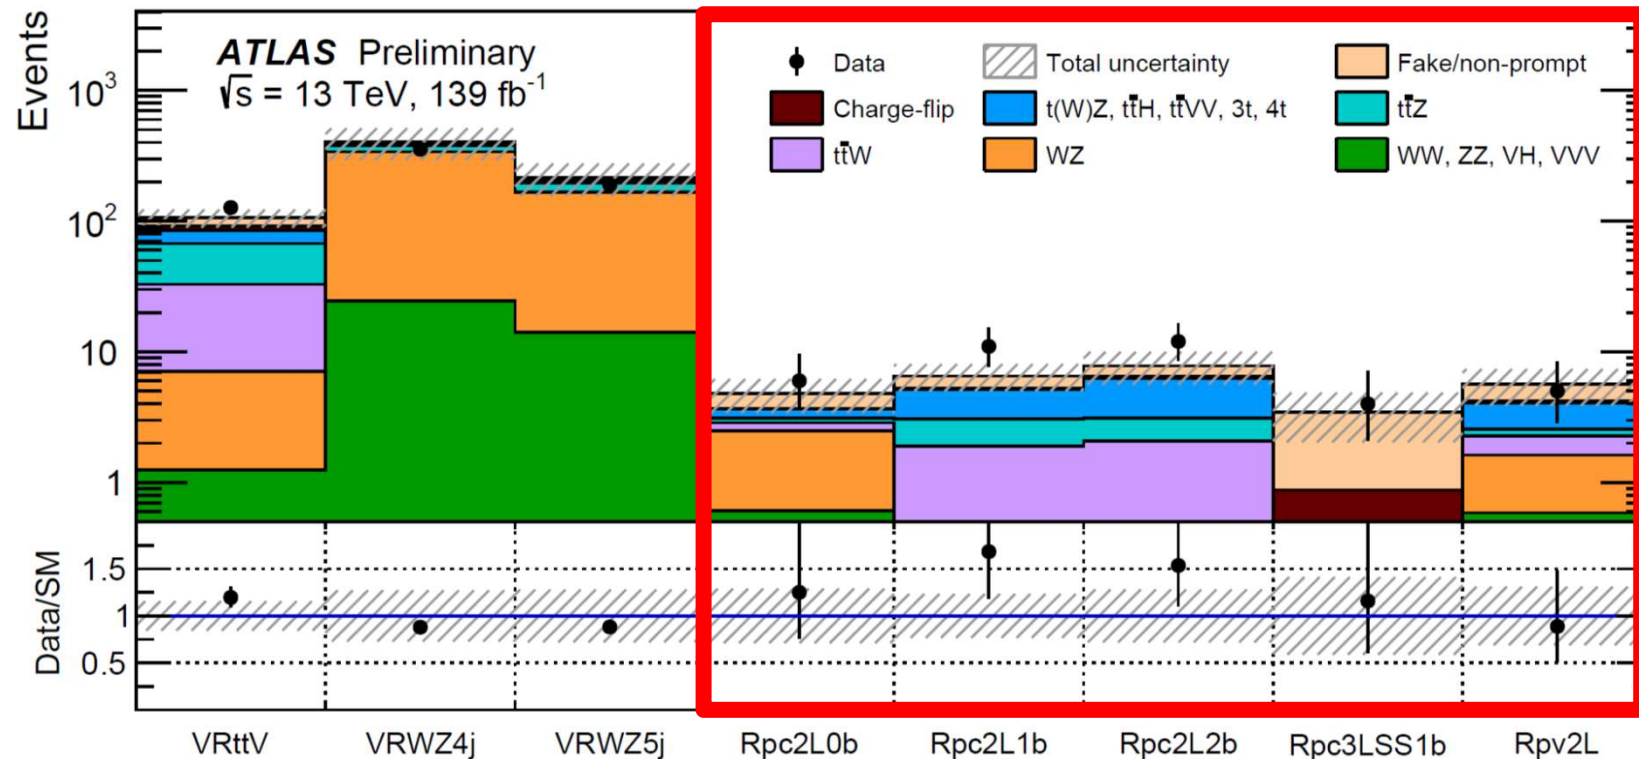 Events
10³
10²
10
1
ATLAS Preliminary
√s = 13 TeV, 139 fb⁻¹
Data
Total uncertainty
Fake/non-prompt
Charge-flip
t(W)Z, tt̄H, tt̄VV, 3t, 4t
tt̄Z
tt̄W
WZ
WW, ZZ, VH, VVV
Data/SM
1.5
1
0.5
VRttV VRWZ4j VRWZ5j Rpc2L0b Rpc2L1b Rpc2L2b Rpc3LSS1b Rpv2L